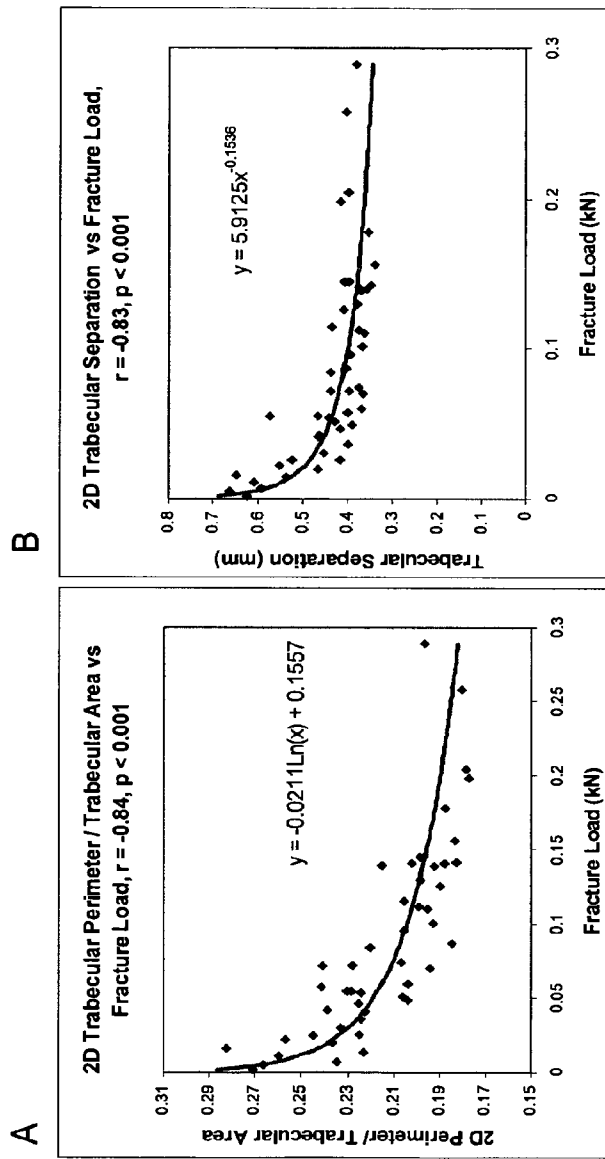 A
2D Trabecular Perimeter / Trabecular Area vs
Fracture Load, r = -0.84, p < 0.001
y = -0.0211Ln(x) + 0.1557
2D Perimeter/ Trabecular Area
0.31
0.29
0.27
0.25
0.23
0.21
0.19
0.17
0 0.05 0.1 0.15 0.2 0.25 0.3
Fracture Load (kN)
B
2D Trabecular Separation vs Fracture Load,
r = -0.83, p < 0.001
y = 5.9125x-0.1536
Trabecular Separation (mm)
0.8
0.7
0.6
0.5
0.4
0.3
0.2
0.1
0
0 0.1 0.2 0.3
Fracture Load (kN)